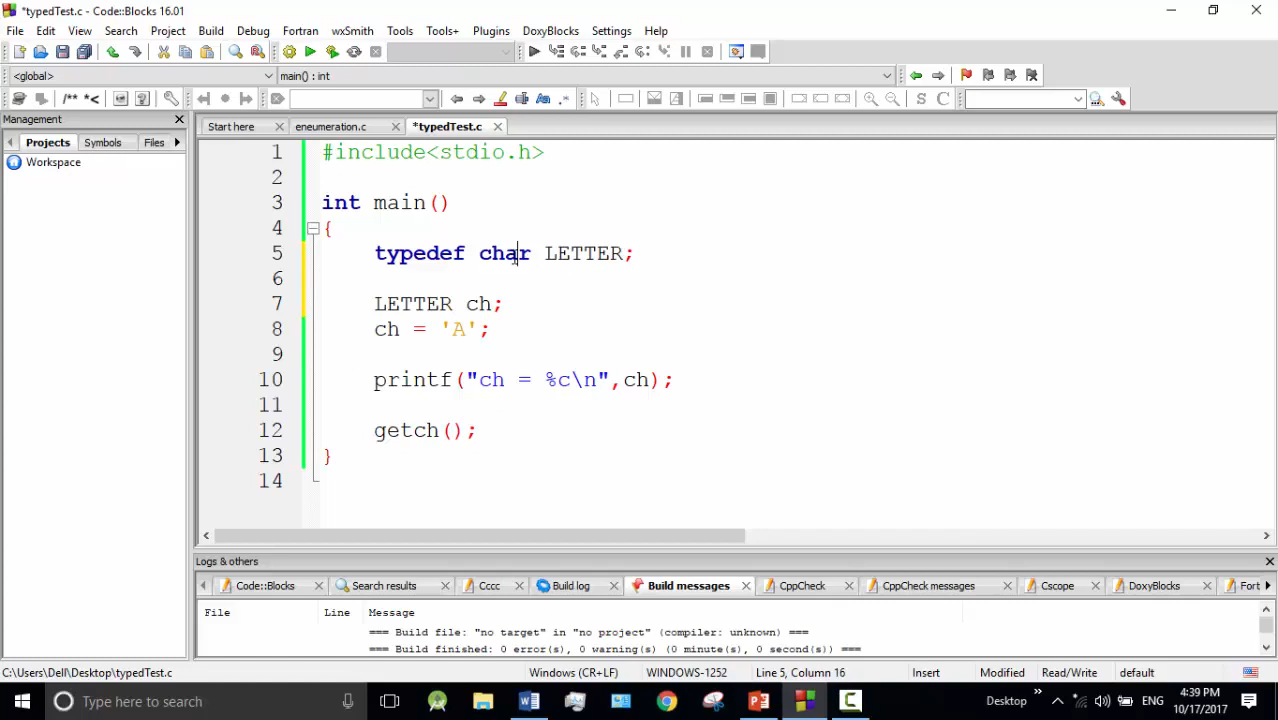 *typedTest.c - Code::Blocks 16.01
File Edit View Search Project Build Debug Fortran wxSmith Tools Tools+ Plugins DoxyBlocks Settings Help
<global> main() : int
/** *< S C
Management
Projects Symbols Files
Workspace
Start here enumeration.c *typedTest.c
1 #include<stdio.h>
2
3 int main()
4 {
5 typedef char LETTER;
6
7 LETTER ch;
8 ch = 'A';
9
10 printf("ch = %c\n",ch);
11
12 getch();
13 }
14
Logs & others
Code::Blocks Search results Cccc Build log Build messages CppCheck CppCheck messages Cscope DoxyBlocks Fort
File Line Message
=== Build file: "no target" in "no project" (compiler: unknown) ===
=== Build finished: 0 error(s), 0 warning(s) (0 minute(s), 0 second(s)) ===
C:\Users\Dell\Desktop\typedTest.c Windows (CR+LF) WINDOWS-1252 Line 5, Column 16 Insert Modified Read/Write default
Type here to search Desktop ENG 4:39 PM
10/17/2017